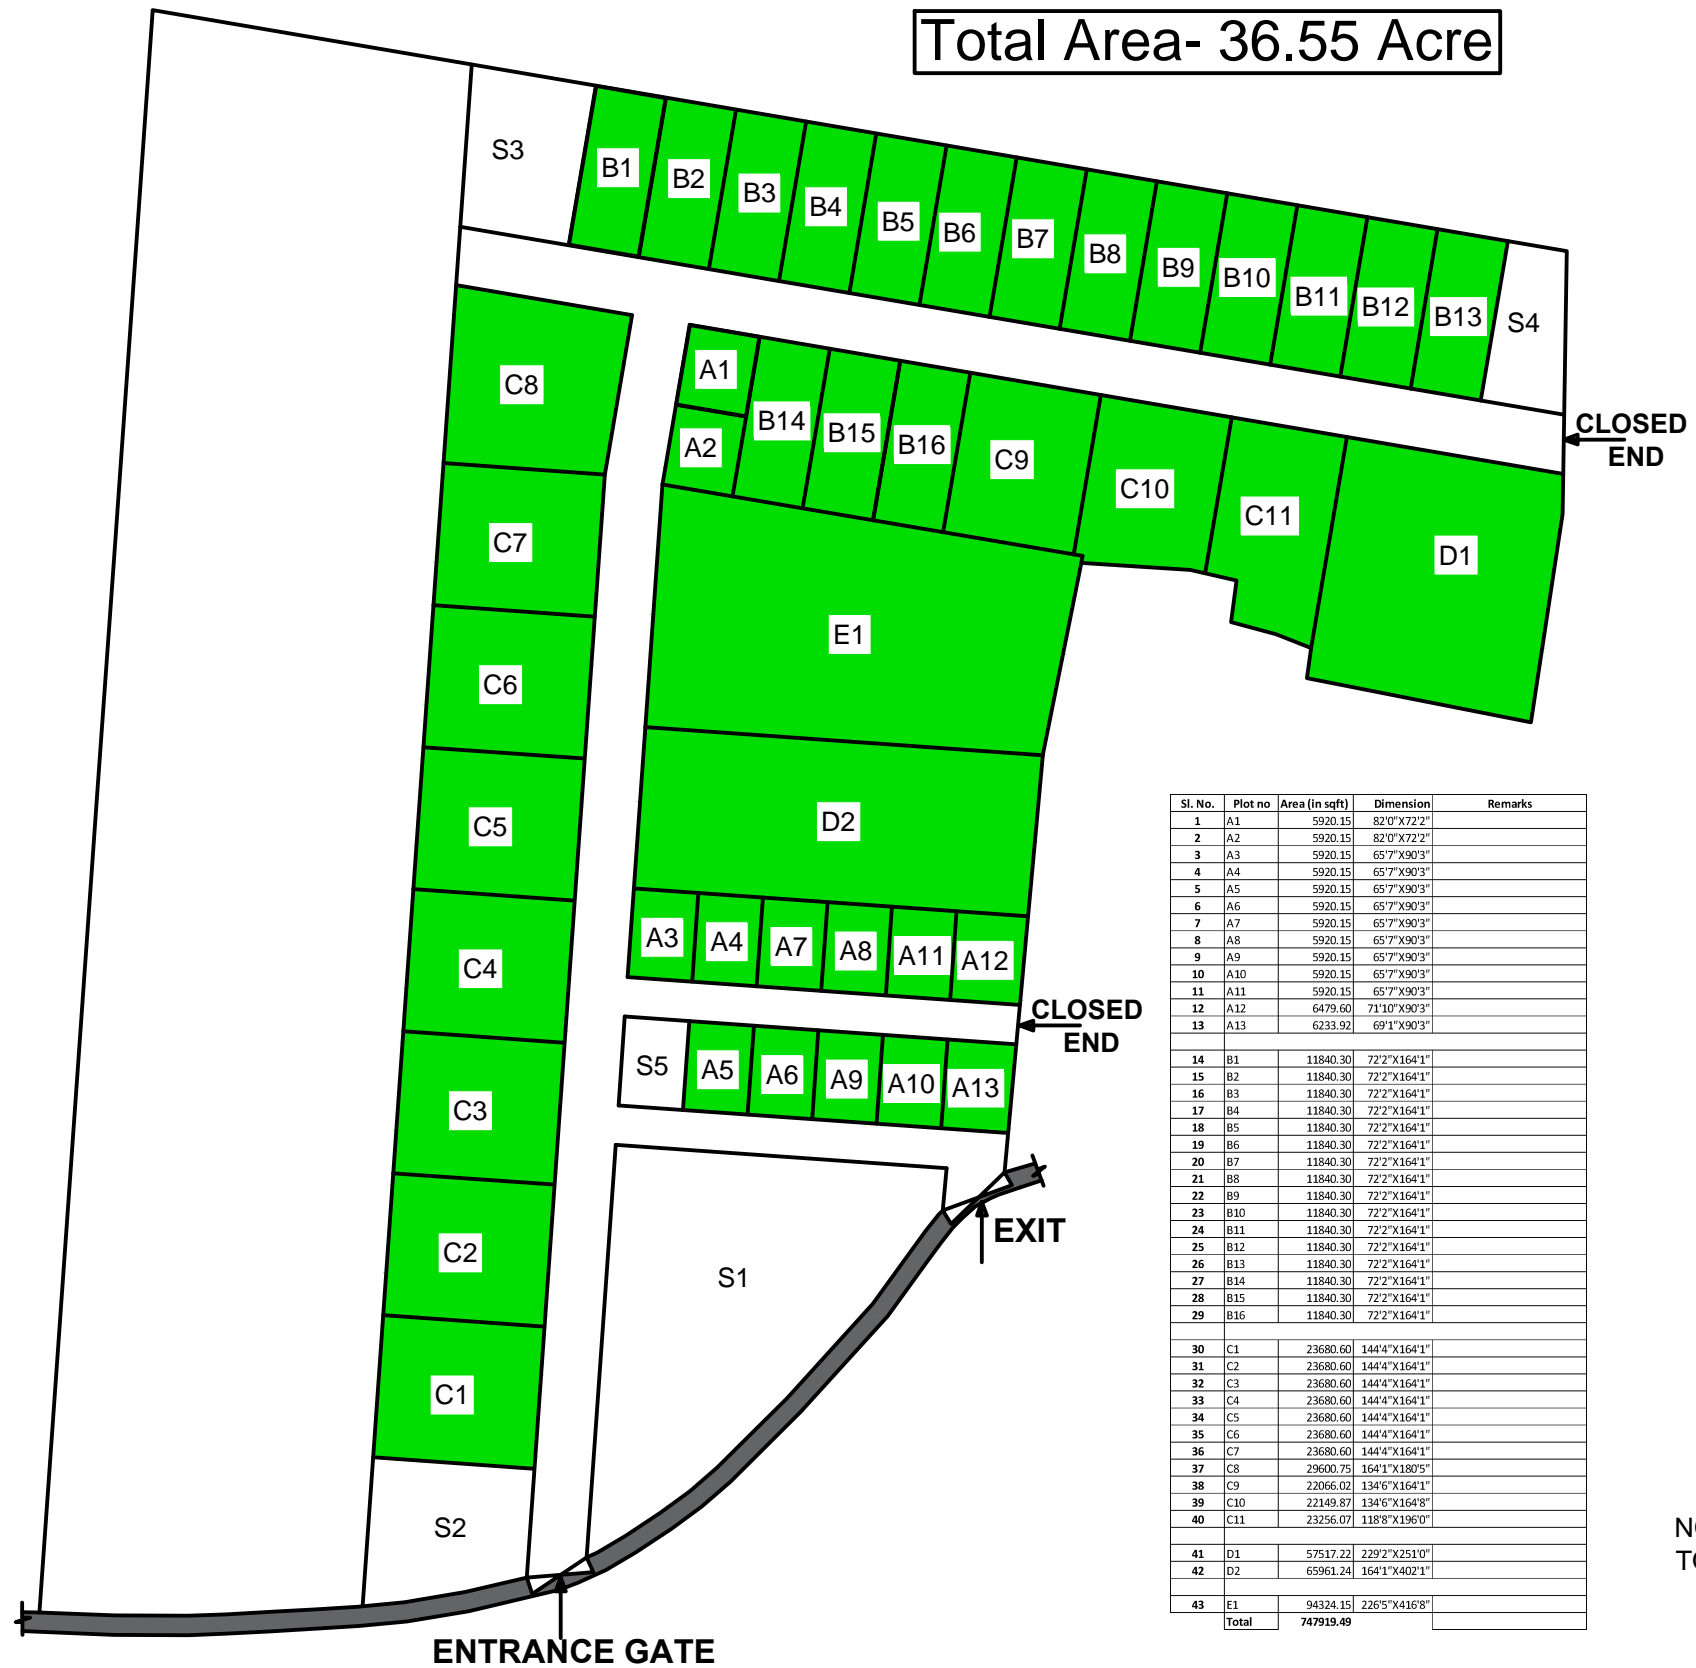 Total Area- 36.55 Acre
S3
B1
B2
B3
B4
B5
B6
B7
B8
B9
B10
B11
B12
B13
S4
CLOSED
END
C8
A1
A2
B14
B15
B16
C9
C10
C11
D1
C7
E1
C6
C5
D2
C4
A3
A4
A7
A8
A11
A12
CLOSED
END
C3
S5
A5
A6
A9
A10
A13
C2
S1
EXIT
C1
S2
ENTRANCE GATE
Sl. No. Plot no Area (in sqft) Dimension Remarks
1 A1 5920.15 82'0"X72'2"
2 A2 5920.15 82'0"X72'2"
3 A3 5920.15 65'7"X90'3"
4 A4 5920.15 65'7"X90'3"
5 A5 5920.15 65'7"X90'3"
6 A6 5920.15 65'7"X90'3"
7 A7 5920.15 65'7"X90'3"
8 A8 5920.15 65'7"X90'3"
9 A9 5920.15 65'7"X90'3"
10 A10 5920.15 65'7"X90'3"
11 A11 5920.15 65'7"X90'3"
12 A12 6479.60 71'10"X90'3"
13 A13 6233.92 69'1"X90'3"
14 B1 11840.30 72'2"X164'1"
15 B2 11840.30 72'2"X164'1"
16 B3 11840.30 72'2"X164'1"
17 B4 11840.30 72'2"X164'1"
18 B5 11840.30 72'2"X164'1"
19 B6 11840.30 72'2"X164'1"
20 B7 11840.30 72'2"X164'1"
21 B8 11840.30 72'2"X164'1"
22 B9 11840.30 72'2"X164'1"
23 B10 11840.30 72'2"X164'1"
24 B11 11840.30 72'2"X164'1"
25 B12 11840.30 72'2"X164'1"
26 B13 11840.30 72'2"X164'1"
27 B14 11840.30 72'2"X164'1"
28 B15 11840.30 72'2"X164'1"
29 B16 11840.30 72'2"X164'1"
30 C1 23680.60 144'4"X164'1"
31 C2 23680.60 144'4"X164'1"
32 C3 23680.60 144'4"X164'1"
33 C4 23680.60 144'4"X164'1"
34 C5 23680.60 144'4"X164'1"
35 C6 23680.60 144'4"X164'1"
36 C7 23680.60 144'4"X164'1"
37 C8 29600.75 164'1"X180'5"
38 C9 22066.02 134'6"X164'1"
39 C10 22149.87 134'6"X164'8"
40 C11 23256.07 118'8"X196'0"
41 D1 57517.22 229'2"X251'0"
42 D2 65961.24 164'1"X402'1"
43 E1 94324.15 226'5"X416'8"
Total 747919.49